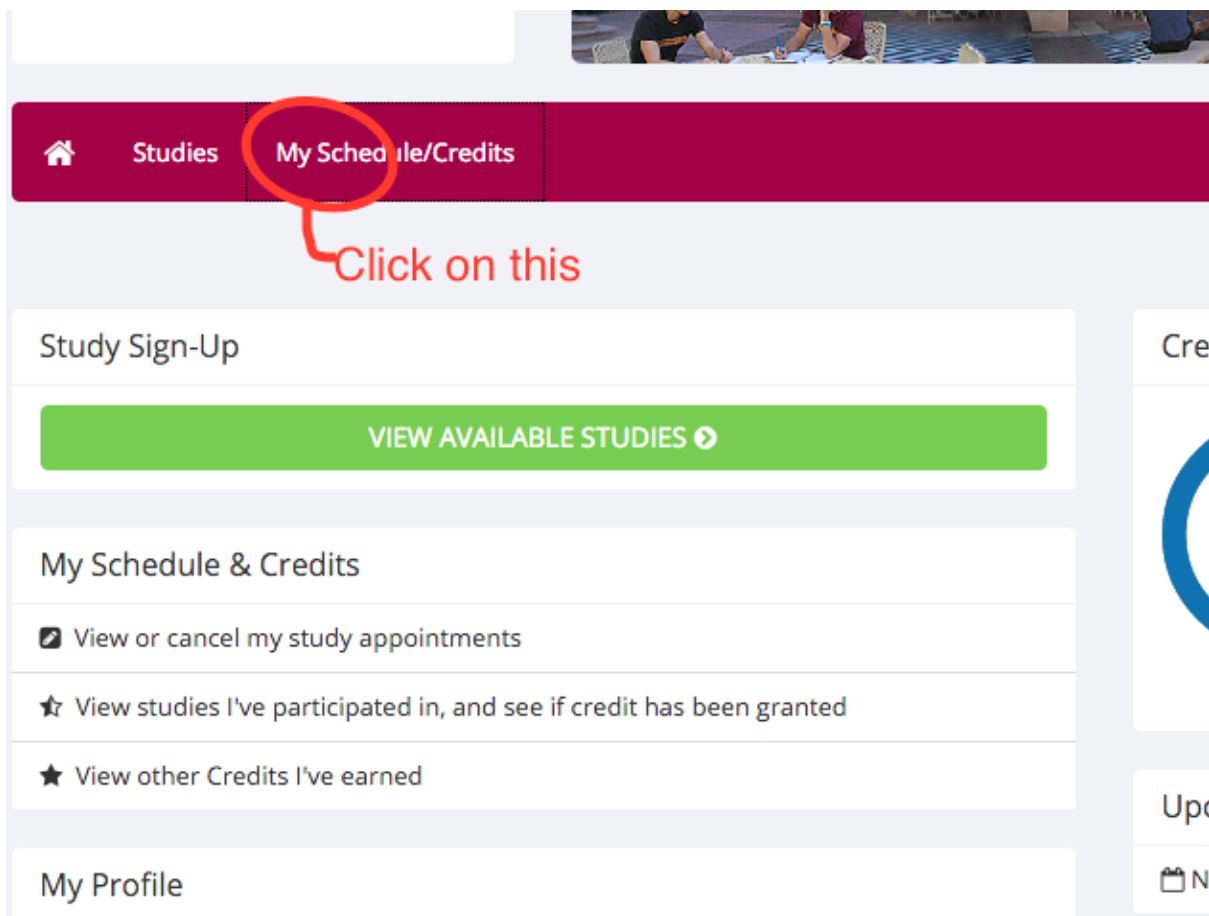 Studies My Schedule/Credits
Click on this
Study Sign-Up
VIEW AVAILABLE STUDIES
My Schedule & Credits
View or cancel my study appointments
View studies I've participated in, and see if credit has been granted
View other Credits I've earned
My Profile
Cre
Upc
N